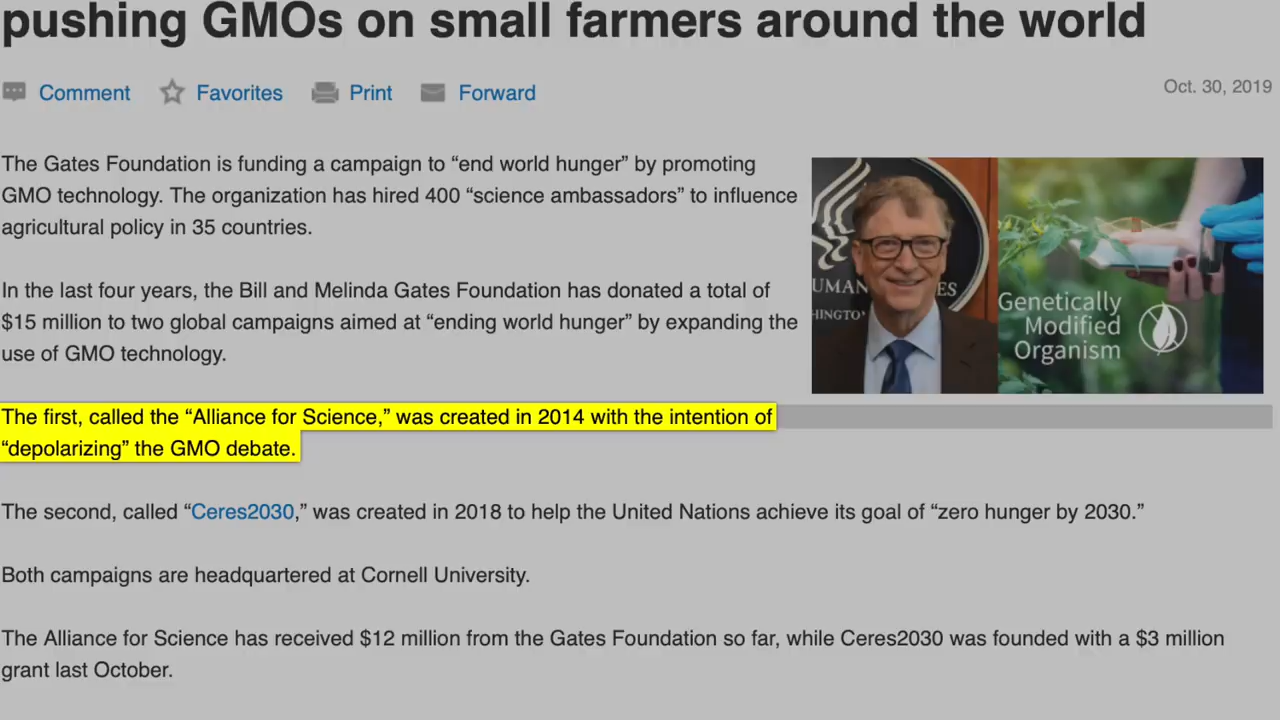 pushing GMOs on small farmers around the world
Comment Favorites Print Forward
Oct. 30, 2019
The Gates Foundation is funding a campaign to “end world hunger” by promoting
GMO technology. The organization has hired 400 “science ambassadors” to influence
agricultural policy in 35 countries.
In the last four years, the Bill and Melinda Gates Foundation has donated a total of
$15 million to two global campaigns aimed at “ending world hunger” by expanding the
use of GMO technology.
UMAN
ES
HINGTO
Genetically
Modified
Organism
The first, called the “Alliance for Science,” was created in 2014 with the intention of
“depolarizing” the GMO debate.
The second, called “Ceres2030,” was created in 2018 to help the United Nations achieve its goal of “zero hunger by 2030.”
Both campaigns are headquartered at Cornell University.
The Alliance for Science has received $12 million from the Gates Foundation so far, while Ceres2030 was founded with a $3 million
grant last October.